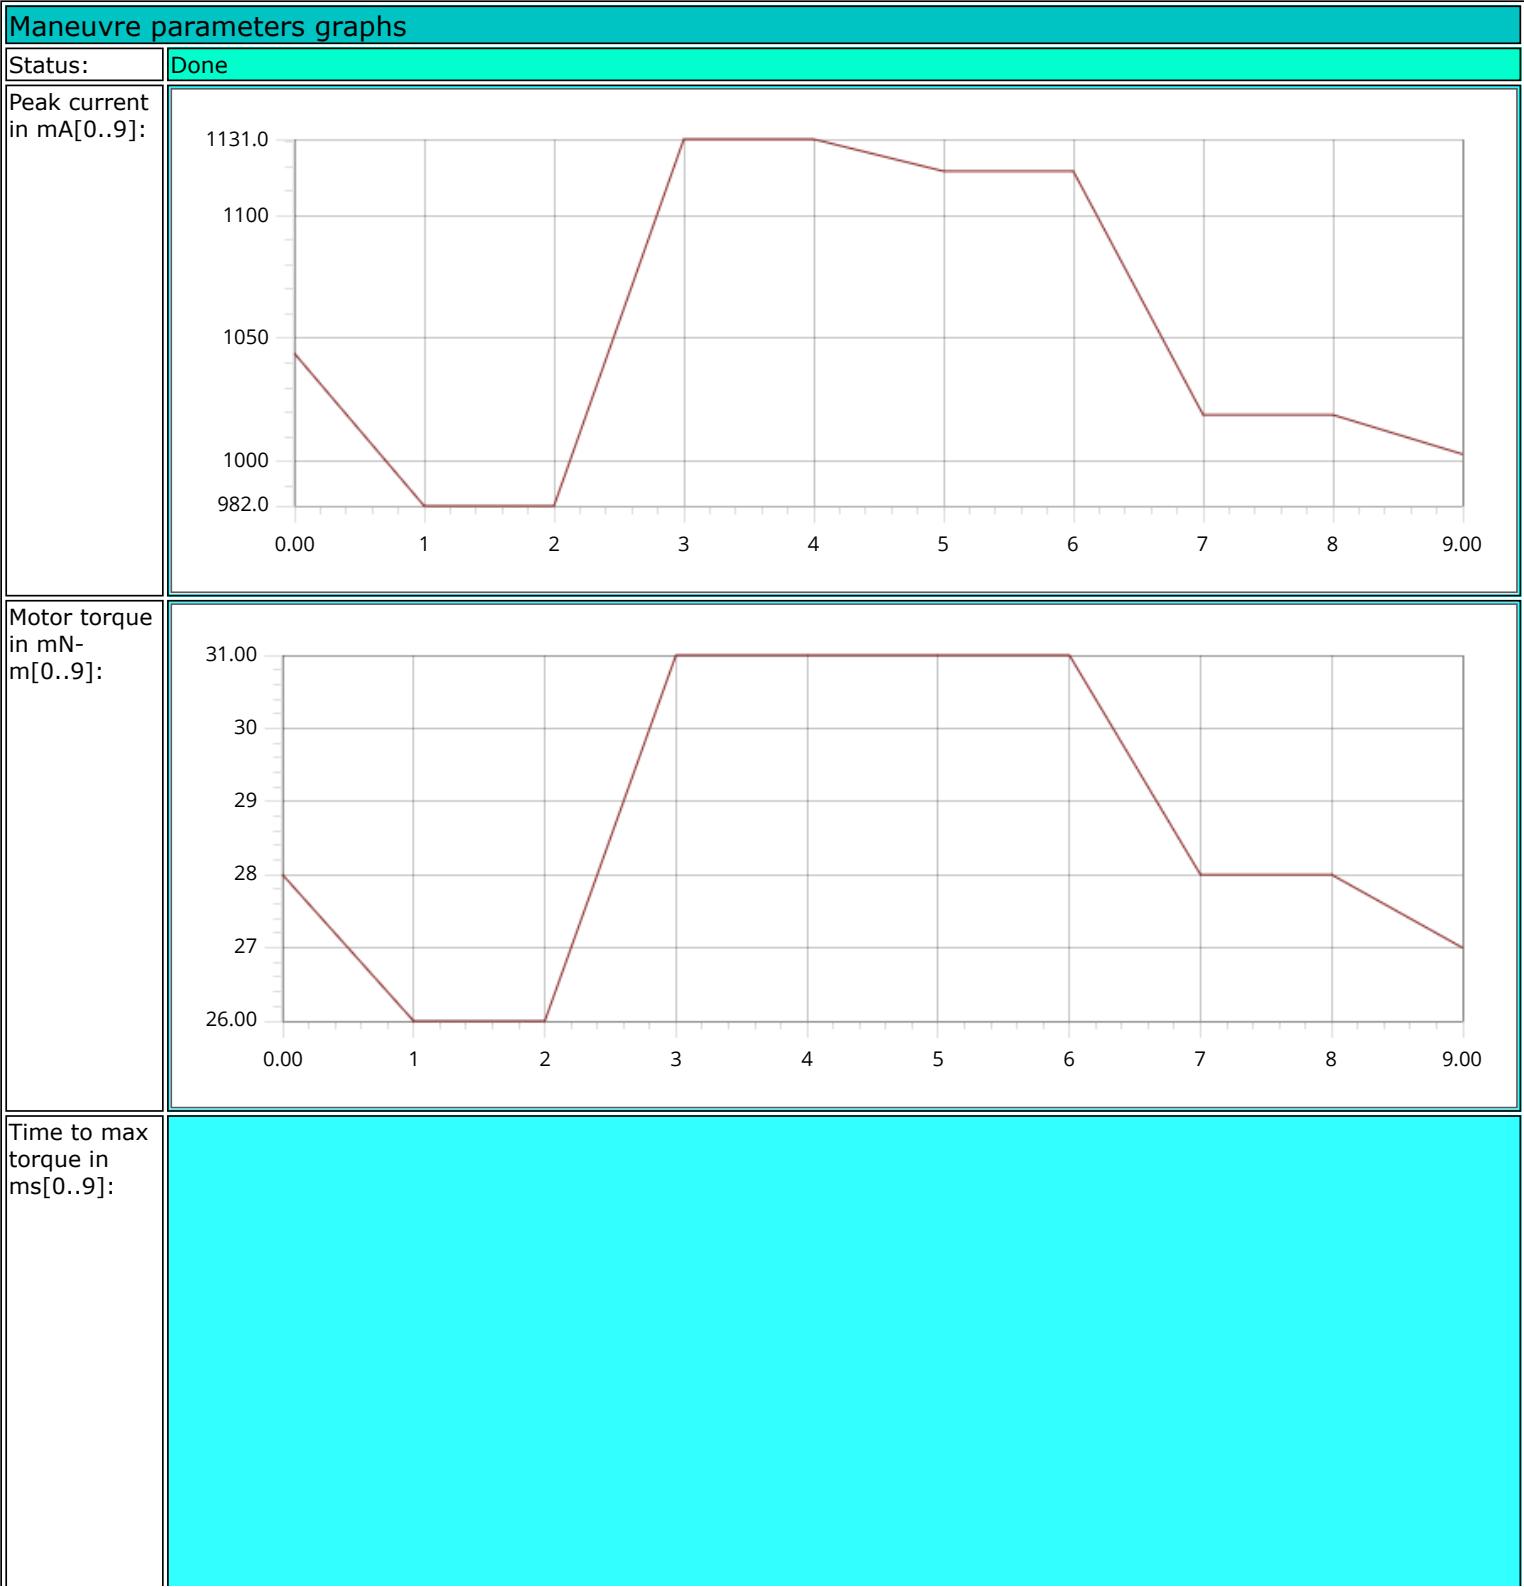 Maneuvre parameters graphs
Status:
Done
Peak current
in mA[0..9]:
1131.0
1100
1050
1000
982.0
0.00 1 2 3 4 5 6 7 8 9.00
Motor torque
in mN-
m[0..9]:
31.00
30
29
28
27
26.00
0.00 1 2 3 4 5 6 7 8 9.00
Time to max
torque in
ms[0..9]: